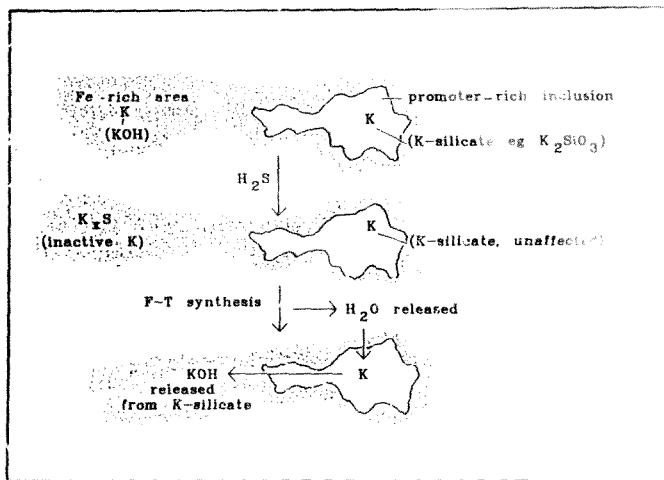 Fe-rich area
K
(KOH)
promoter-rich inclusion
K
(K-silicate eg K₂SiO₃)
H₂S
KₓS
(inactive K)
K
(K-silicate, unaffected)
F-T synthesis
H₂O released
KOH
released
from K-silicate
K